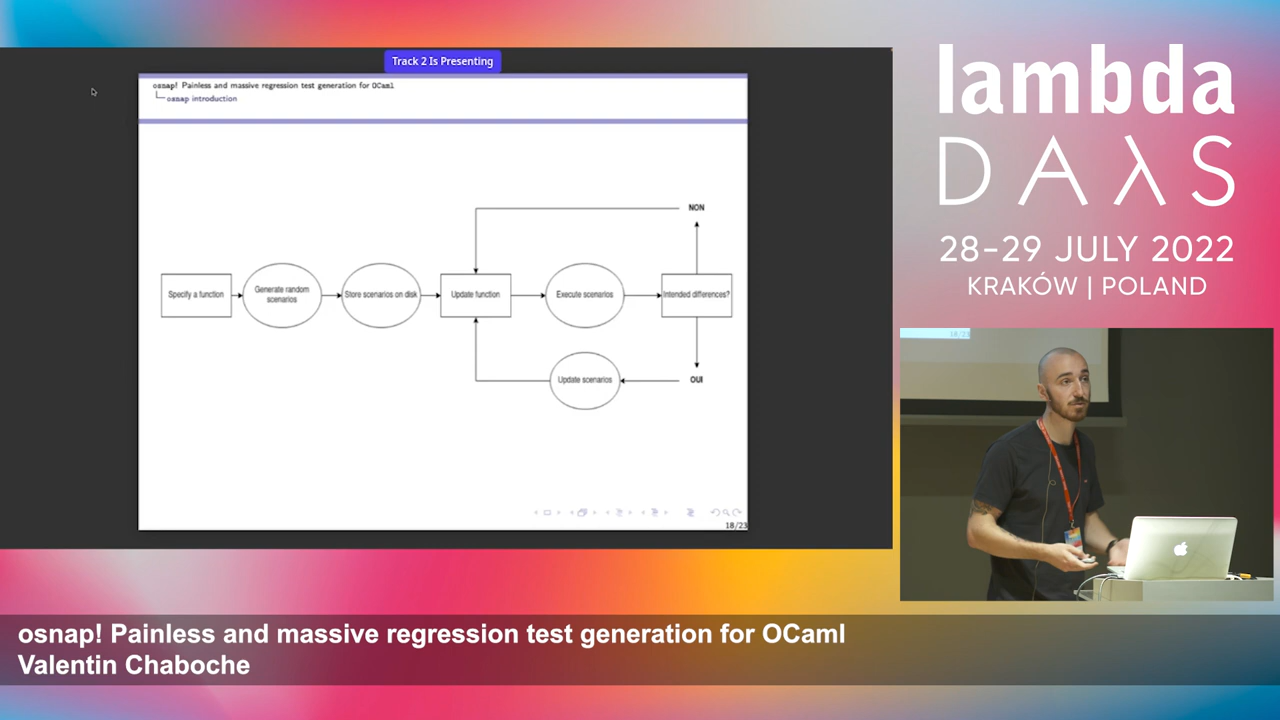 Track 2 Is Presenting
osnap! Painless and massive regression test generation for OCaml
osnap introduction
NON
Specify a function
Generate random
scenarios
Store scenarios on disk
Update function
Execute scenarios
Intended differences?
Update scenarios
OUI
18/23
lambda
DAλS
28–29 JULY 2022
KRAKÓW | POLAND
18/23
osnap! Painless and massive regression test generation for OCaml
Valentin Chaboche